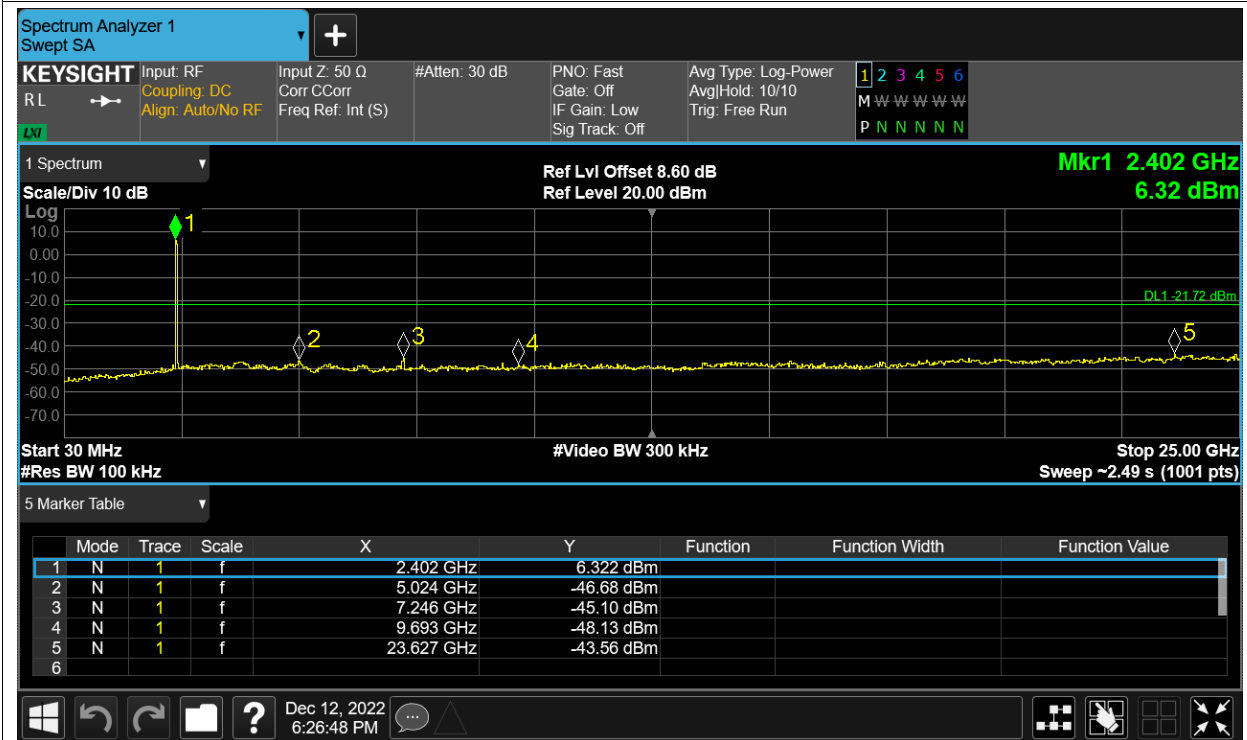 Spectrum Analyzer 1
Swept SA
+
KEYSIGHT
R L
LXI
Input: RF
Coupling: DC
Align: Auto/No RF
Input Z: 50 Ω
Corr CCorr
Freq Ref: Int (S)
#Atten: 30 dB
PNO: Fast
Gate: Off
IF Gain: Low
Sig Track: Off
Avg Type: Log-Power
Avg|Hold: 10/10
Trig: Free Run
1 2 3 4 5 6
M W W W W W
P N N N N N
1 Spectrum
Scale/Div 10 dB
Ref Lvl Offset 8.60 dB
Ref Level 20.00 dBm
Mkr1 2.402 GHz
6.32 dBm
Log
10.0
0.00
-10.0
-20.0
-30.0
-40.0
-50.0
-60.0
-70.0
1
2
3
4
5
DL1 -21.72 dBm
Start 30 MHz
#Video BW 300 kHz
Stop 25.00 GHz
#Res BW 100 kHz
Sweep ~2.49 s (1001 pts)
5 Marker Table
Mode Trace Scale X Y Function Function Width Function Value
1 N 1 f 2.402 GHz 6.322 dBm
2 N 1 f 5.024 GHz -46.68 dBm
3 N 1 f 7.246 GHz -45.10 dBm
4 N 1 f 9.693 GHz -48.13 dBm
5 N 1 f 23.627 GHz -43.56 dBm
6
?
Dec 12, 2022
6:26:48 PM